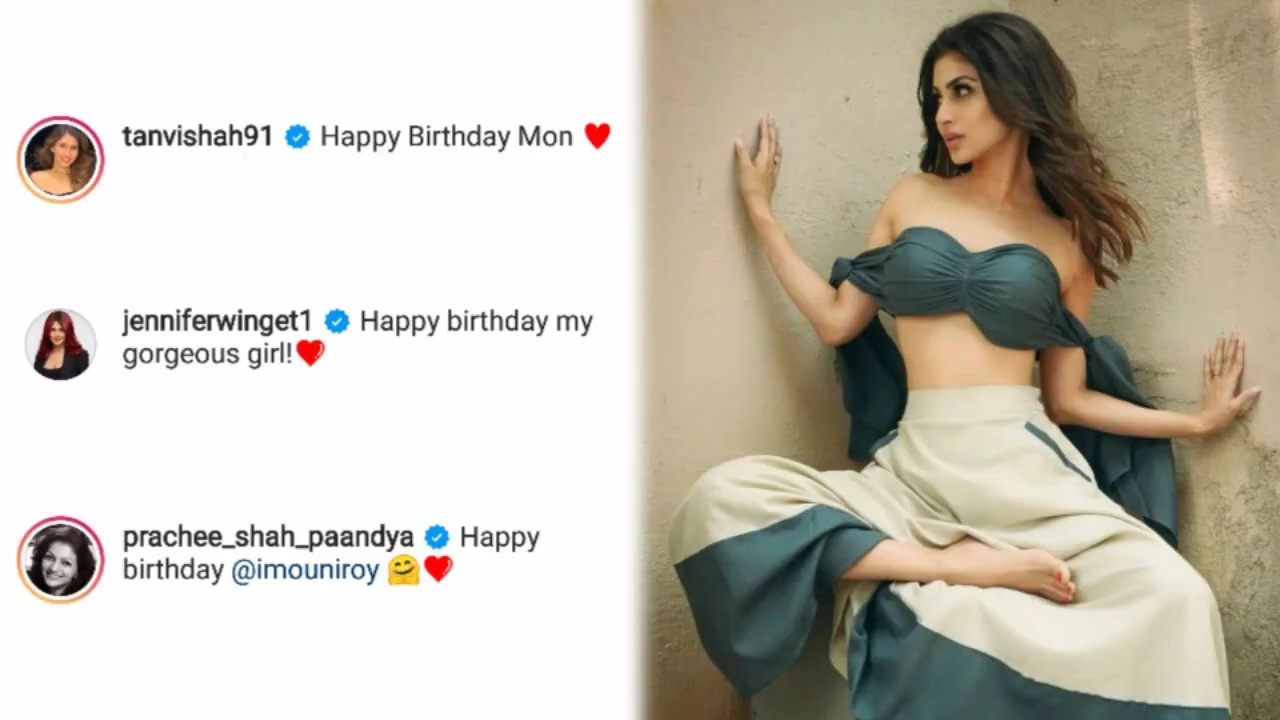 tanvishah91 Happy Birthday Mon ❤️
jenniferwinget1 Happy birthday my
gorgeous girl!❤️
prachee_shah_paandya Happy
birthday @imouniroy 🤗❤️